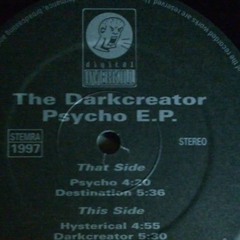 digital
The Darkcreator
Psycho E.P.
STEMRA
1997
STEREO
That Side
Psycho 4:20
Destination 5:36
This Side
Hysterical 4:55
Darkcreator 5:30